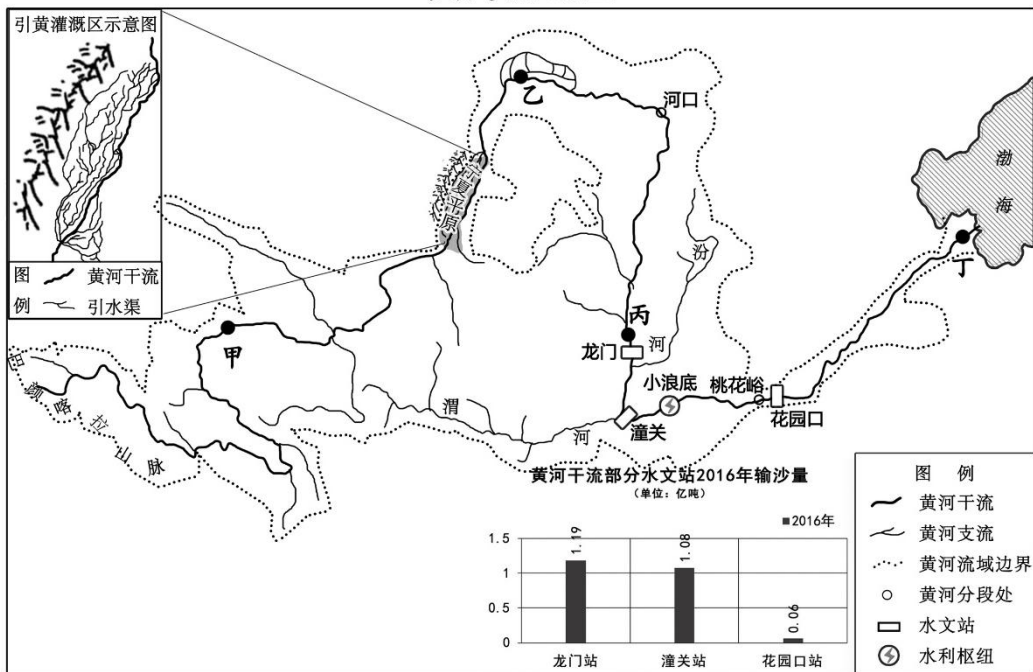 引黄灌溉区示意图
图 黄河干流
例 引水渠
宁夏平原
乙
河口
渤海
丁
汾河
丙
龙门
甲
小浪底
桃花峪
花园口
潼关
渭河
巴颜喀拉山脉
黄河干流部分水文站2016年输沙量
(单位: 亿吨)
2016年
1.5
1
0.5
0
1.19
1.08
0.06
龙门站
潼关站
花园口站
图 例
黄河干流
黄河支流
黄河流域边界
黄河分段处
水文站
水利枢纽